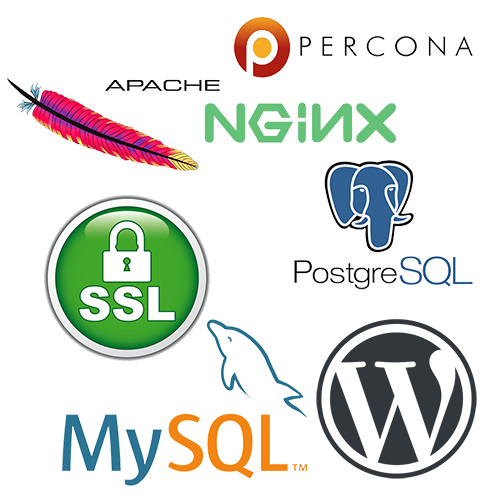 PERCONA
APACHE
NGiNX
PostgreSQL
SSL
MySQL™
W